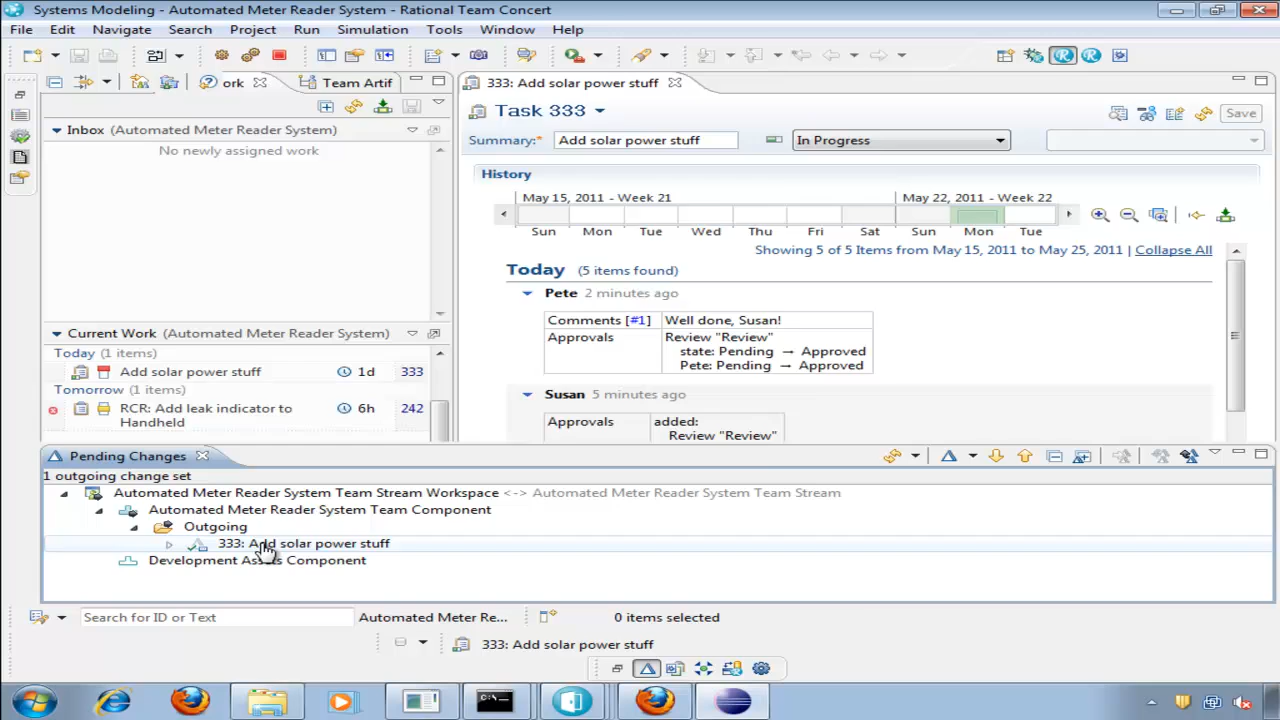 Systems Modeling - Automated Meter Reader System - Rational Team Concert
File Edit Navigate Search Project Run Simulation Tools Window Help
ork Team Artif
333: Add solar power stuff
Task 333 Save
Summary:* Add solar power stuff In Progress
Inbox (Automated Meter Reader System)
No newly assigned work
History
May 15, 2011 - Week 21 May 22, 2011 - Week 22
Sun Mon Tue Wed Thu Fri Sat Sun Mon Tue
Showing 5 of 5 Items from May 15, 2011 to May 25, 2011 | Collapse All
Today (5 items found)
Pete 2 minutes ago
Comments [#1] Well done, Susan!
Approvals Review "Review"
state: Pending → Approved
Pete: Pending → Approved
Susan 5 minutes ago
Approvals added:
Review "Review"
Current Work (Automated Meter Reader System)
Today (1 items)
Add solar power stuff 1d 333
Tomorrow (1 items)
RCR: Add leak indicator to 6h 242
Handheld
Pending Changes
1 outgoing change set
Automated Meter Reader System Team Stream Workspace <-> Automated Meter Reader System Team Stream
Automated Meter Reader System Team Component
Outgoing
333: Add solar power stuff
Development Assets Component
Search for ID or Text Automated Meter Re... 0 items selected
333: Add solar power stuff